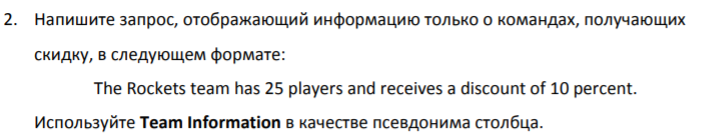 2. Напишите запрос, отображающий информацию только о командах, получающих
скидку, в следующем формате:
The Rockets team has 25 players and receives a discount of 10 percent.
Используйте Team Information в качестве псевдонима столбца.